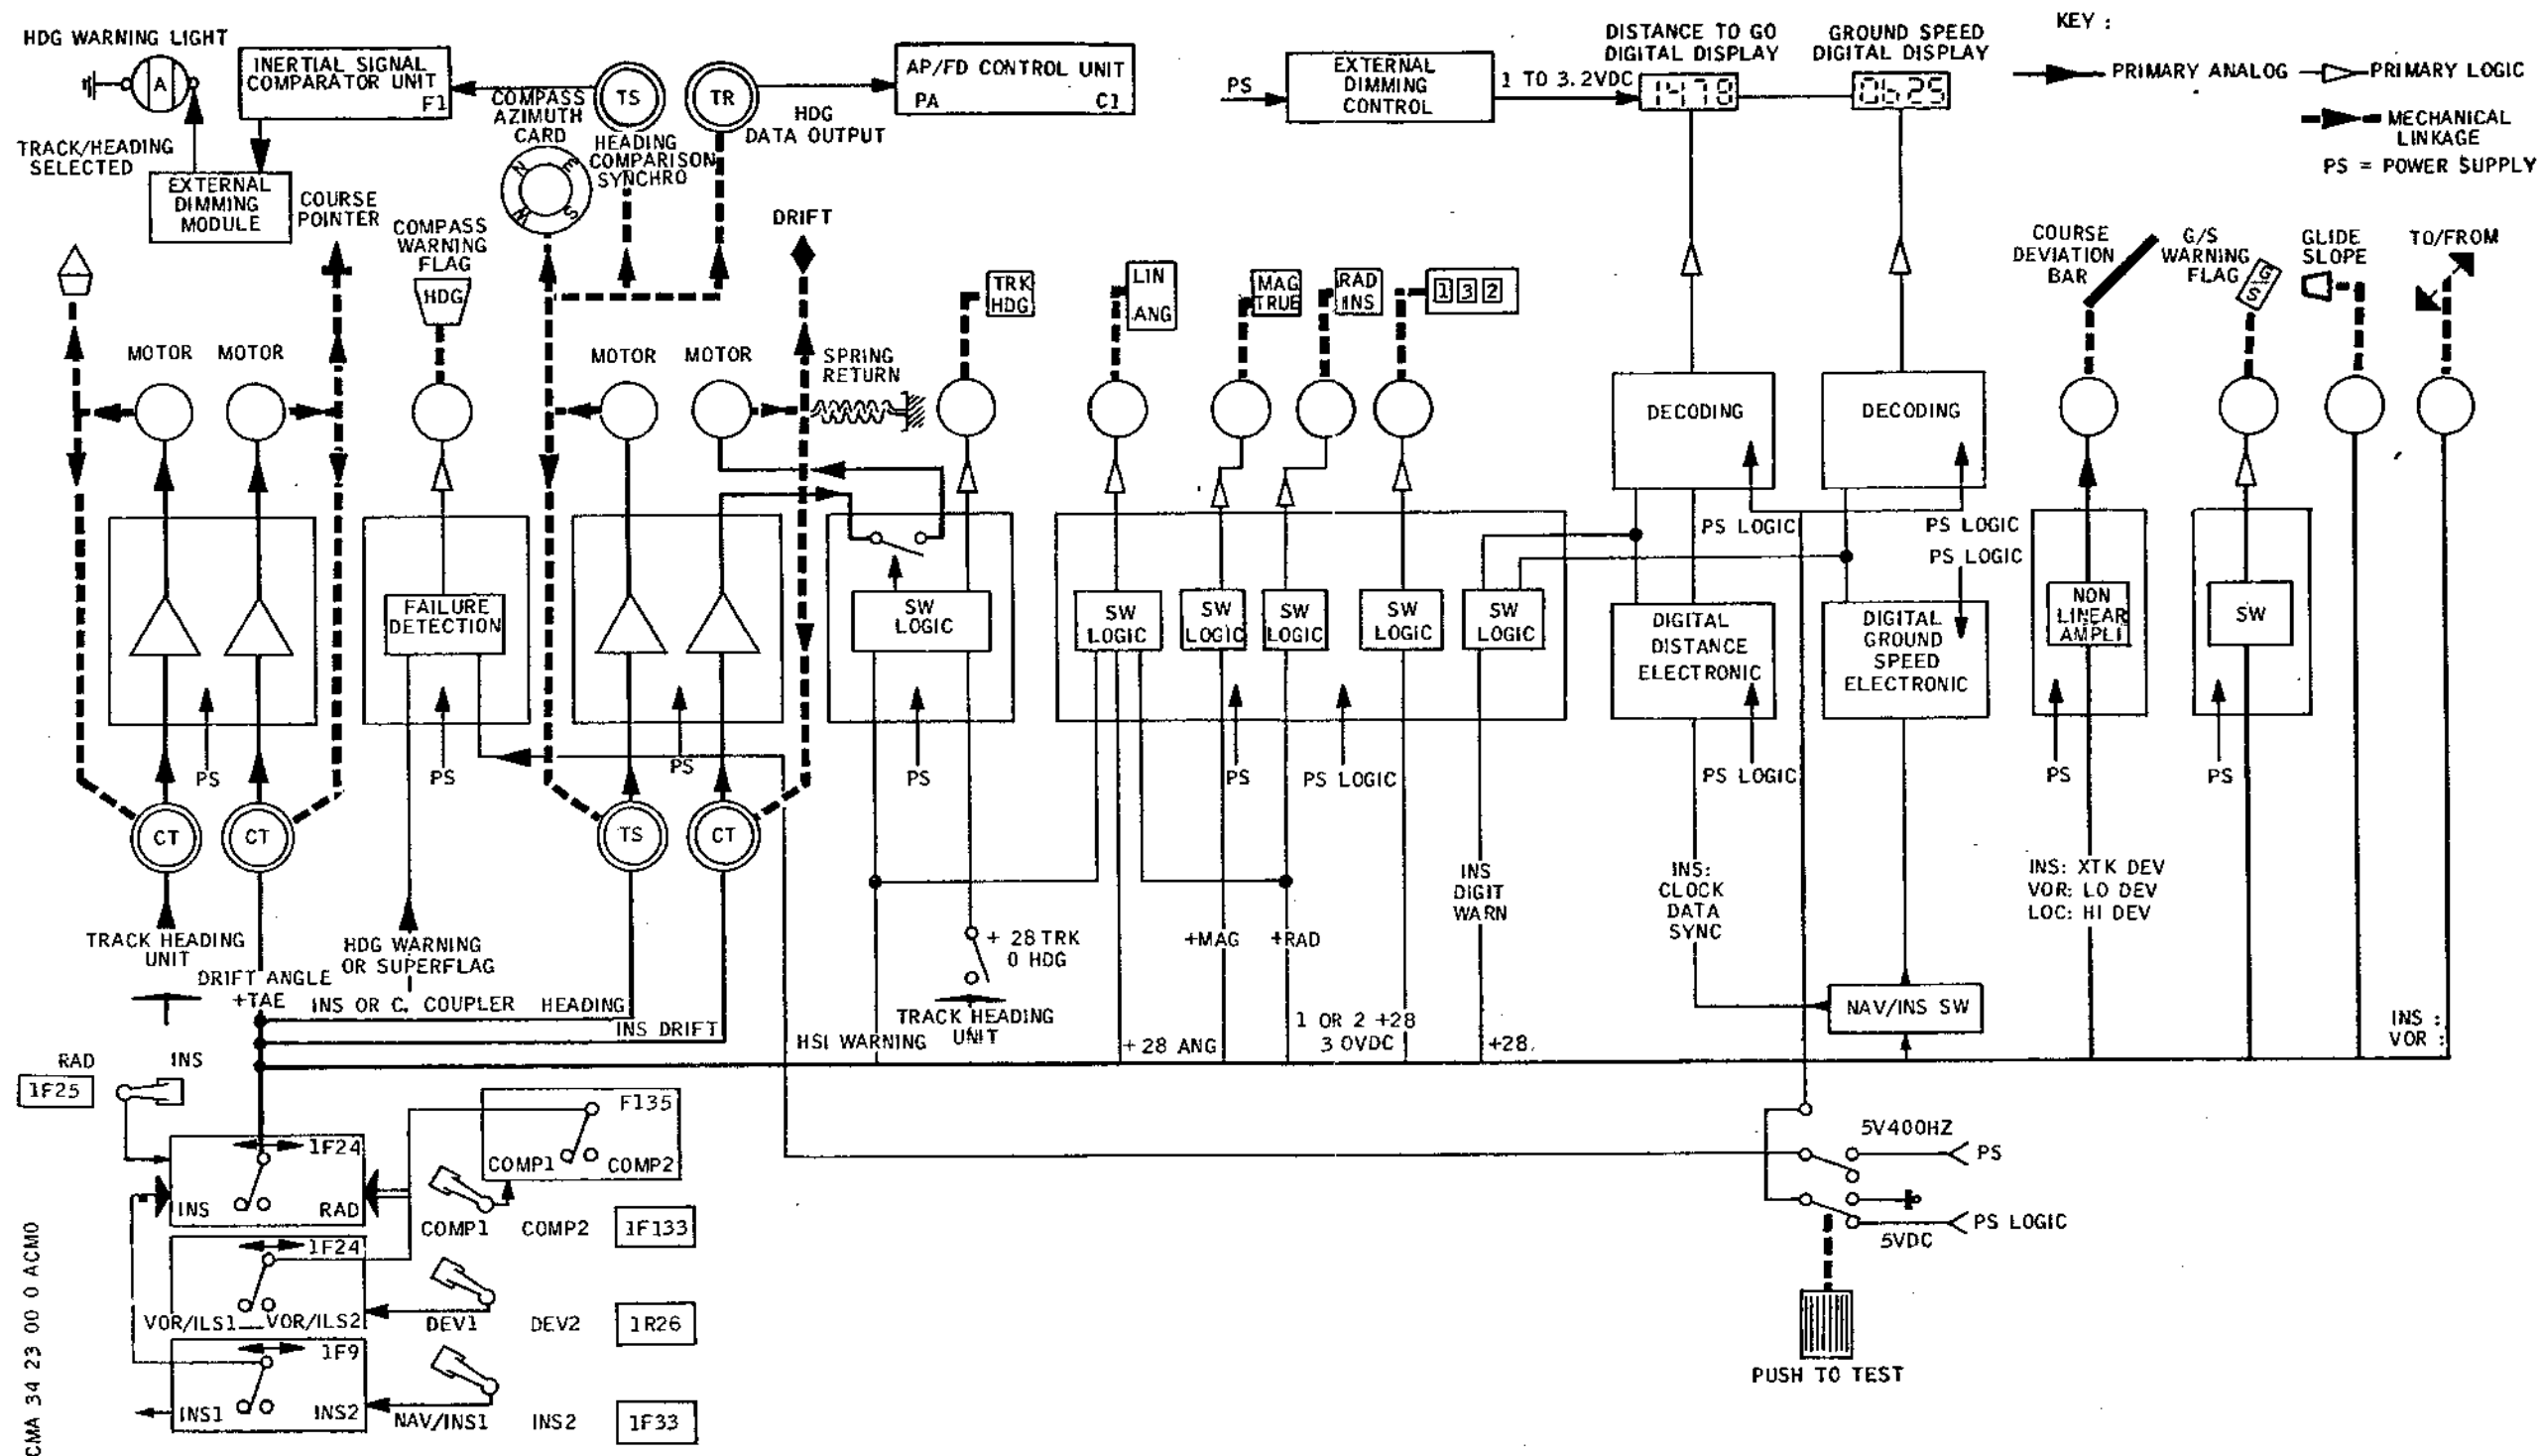 HDG WARNING LIGHT
A
TRACK/HEADING
SELECTED
INERTIAL SIGNAL
COMPARATOR UNIT
F1
EXTERNAL
DIMMING
MODULE
COURSE
POINTER
COMPASS
WARNING
FLAG
HDG
COMPASS
AZIMUTH
CARD
N
E
S
W
TS
HEADING
COMPARISON
SYNCHRO
TR
HDG
DATA OUTPUT
AP/FD CONTROL UNIT
PA
C1
DRIFT
PS
EXTERNAL
DIMMING
CONTROL
1 TO 3.2VDC
DISTANCE TO GO
DIGITAL DISPLAY
1478
GROUND SPEED
DIGITAL DISPLAY
0625
KEY :
PRIMARY ANALOG
PRIMARY LOGIC
MECHANICAL
LINKAGE
PS = POWER SUPPLY
TRK
HDG
LIN
ANG
MAG
TRUE
RAD
INS
132
COURSE
DEVIATION
BAR
G/S
WARNING
FLAG
G/S
GLIDE
SLOPE
TO/FROM
MOTOR
MOTOR
MOTOR
MOTOR
SPRING
RETURN
DECODING
DECODING
PS LOGIC
PS LOGIC
PS LOGIC
FAILURE
DETECTION
SW
LOGIC
SW
LOGIC
SW
LOGIC
SW
LOGIC
SW
LOGIC
SW
LOGIC
DIGITAL
DISTANCE
ELECTRONIC
DIGITAL
GROUND
SPEED
ELECTRONIC
NON
LINEAR
AMPLI
SW
PS
PS
PS
PS
PS
PS LOGIC
PS LOGIC
PS
PS
CT
CT
TS
CT
TRACK HEADING
UNIT
DRIFT ANGLE
+TAE
HDG WARNING
OR SUPERFLAG
INS OR C. COUPLER HEADING
INS DRIFT
+ 28 TRK
0 HDG
TRACK HEADING
UNIT
HSI WARNING
+28 ANG
+MAG
+RAD
1 OR 2 +28
3 0VDC
INS
DIGIT
WARN
+28.
INS:
CLOCK
DATA
SYNC
NAV/INS SW
INS: XTK DEV
VOR: LO DEV
LOC: HI DEV
INS :
VOR :
RAD
INS
1F25
1F24
INS
RAD
F135
COMP1
COMP2
COMP1
COMP2
1F133
1F24
VOR/ILS1
VOR/ILS2
DEV1
DEV2
1R26
1F9
INS1
INS2
NAV/INS1
INS2
1F33
5V400HZ
PS
PS LOGIC
5VDC
PUSH TO TEST
CMA 34 23 00 0 ACMO